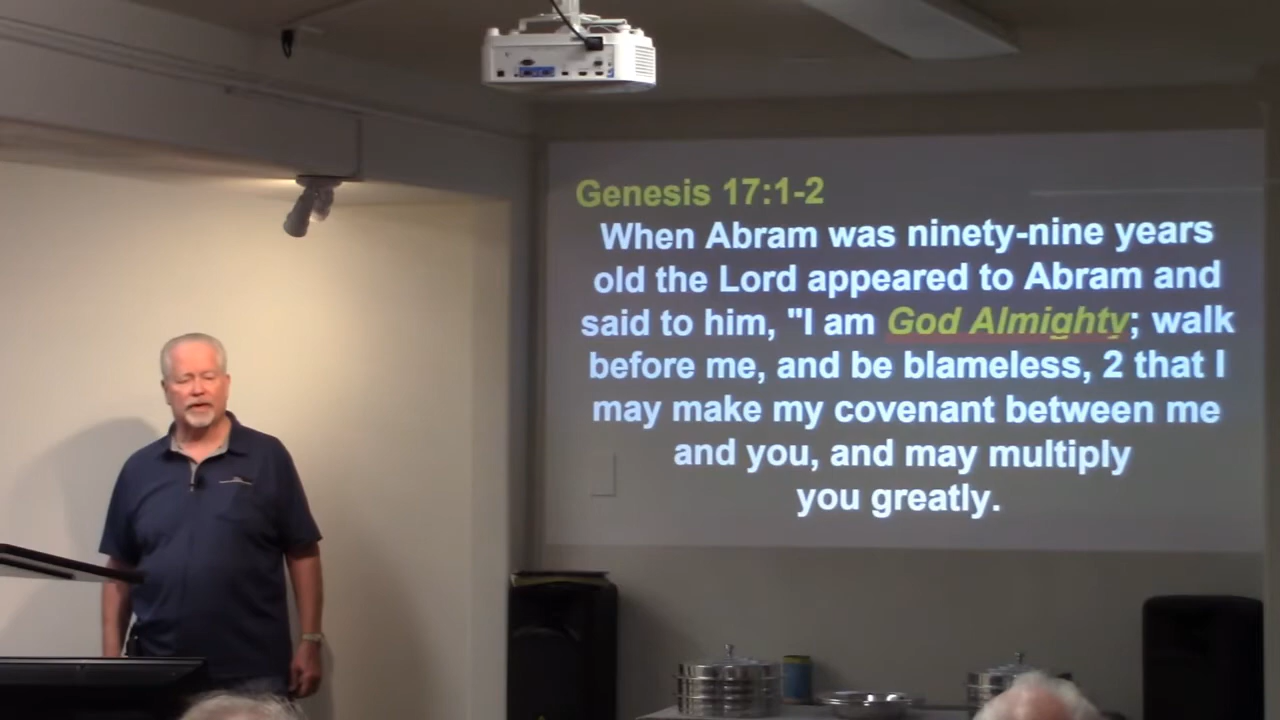 Genesis 17:1-2
When Abram was ninety-nine years
old the Lord appeared to Abram and
said to him, "I am God Almighty; walk
before me, and be blameless, 2 that I
may make my covenant between me
and you, and may multiply
you greatly.